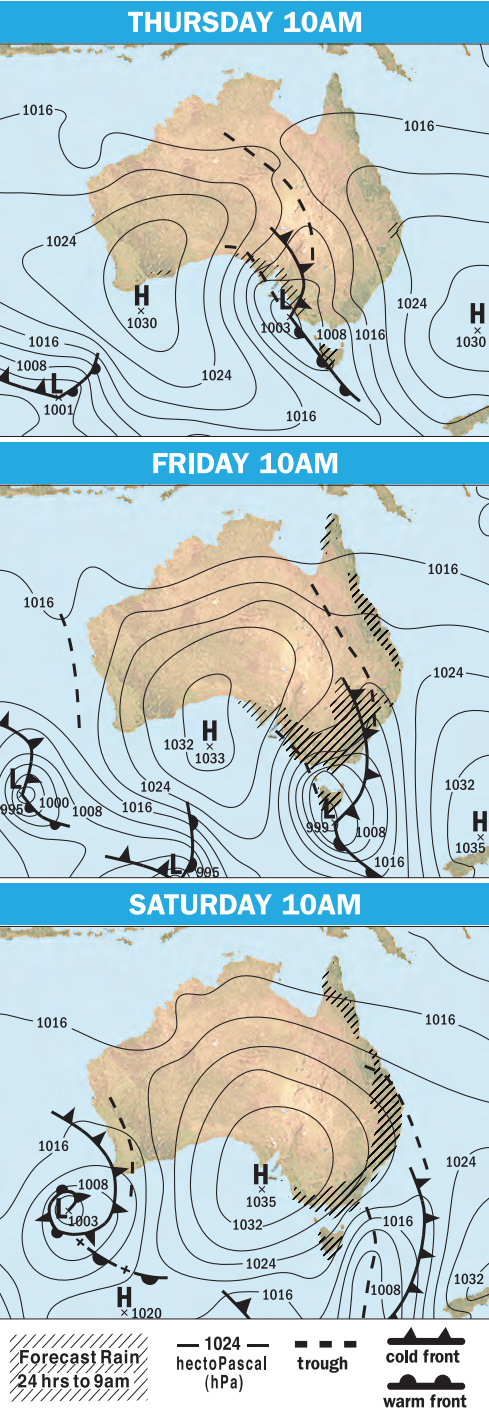 THURSDAY 10AM
1016
1016
1024
H
1030
1024
H
1030
L
1003
1008
1016
1016
1008
L
1001
1024
1016
FRIDAY 10AM
1016
1016
1024
H
1032
1033
1032
1024
L
995
1000
1008
1016
L
999
1008
H
1035
1016
L
995
SATURDAY 10AM
1016
1016
1016
1024
H
1035
1008
L
1003
1032
1016
1024
1008
1032
1016
H
1020
Forecast Rain
24 hrs to 9am
1024
hectoPascal
(hPa)
trough
cold front
warm front